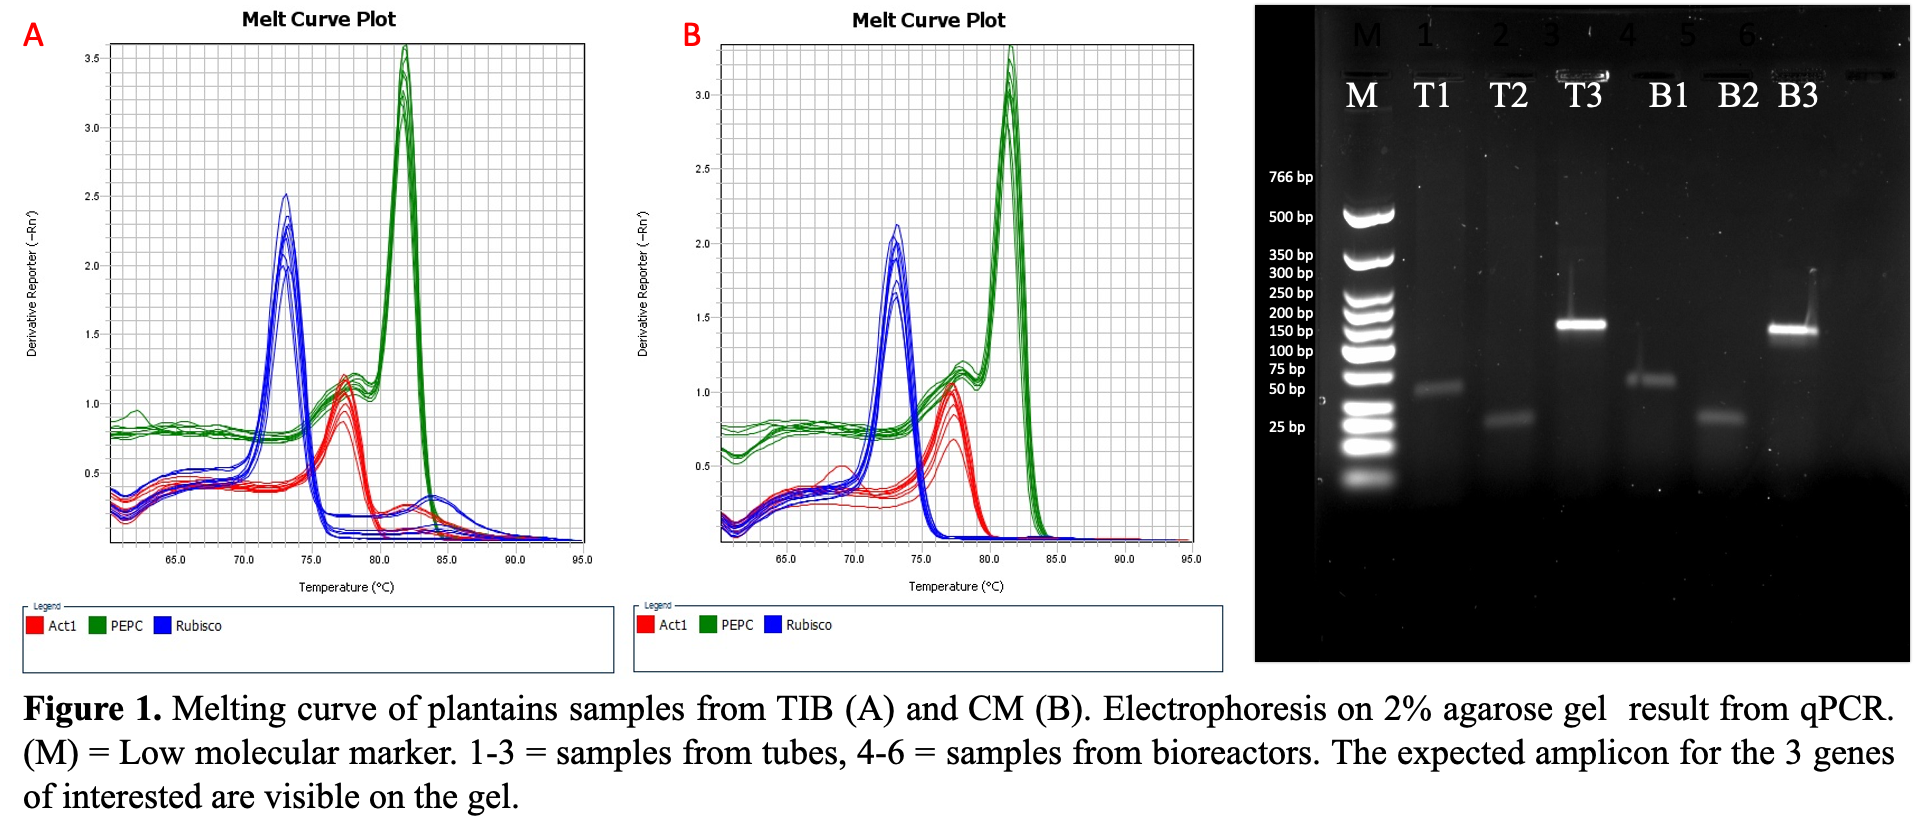 A
Melt Curve Plot
Derivative Reporter (-Rn')
3.5
3.0
2.5
2.0
1.5
1.0
0.5
65.0 70.0 75.0 80.0 85.0 90.0 95.0
Temperature (°C)
Legend
Act1 PEPC Rubisco
B
Melt Curve Plot
Derivative Reporter (-Rn')
3.0
2.5
2.0
1.5
1.0
0.5
65.0 70.0 75.0 80.0 85.0 90.0 95.0
Temperature (°C)
Legend
Act1 PEPC Rubisco
M 1 2 3 4 5 6
M T1 T2 T3 B1 B2 B3
766 bp
500 bp
350 bp
300 bp
250 bp
200 bp
150 bp
100 bp
75 bp
50 bp
25 bp
Figure 1. Melting curve of plantains samples from TIB (A) and CM (B). Electrophoresis on 2% agarose gel result from qPCR.
(M) = Low molecular marker. 1-3 = samples from tubes, 4-6 = samples from bioreactors. The expected amplicon for the 3 genes
of interested are visible on the gel.